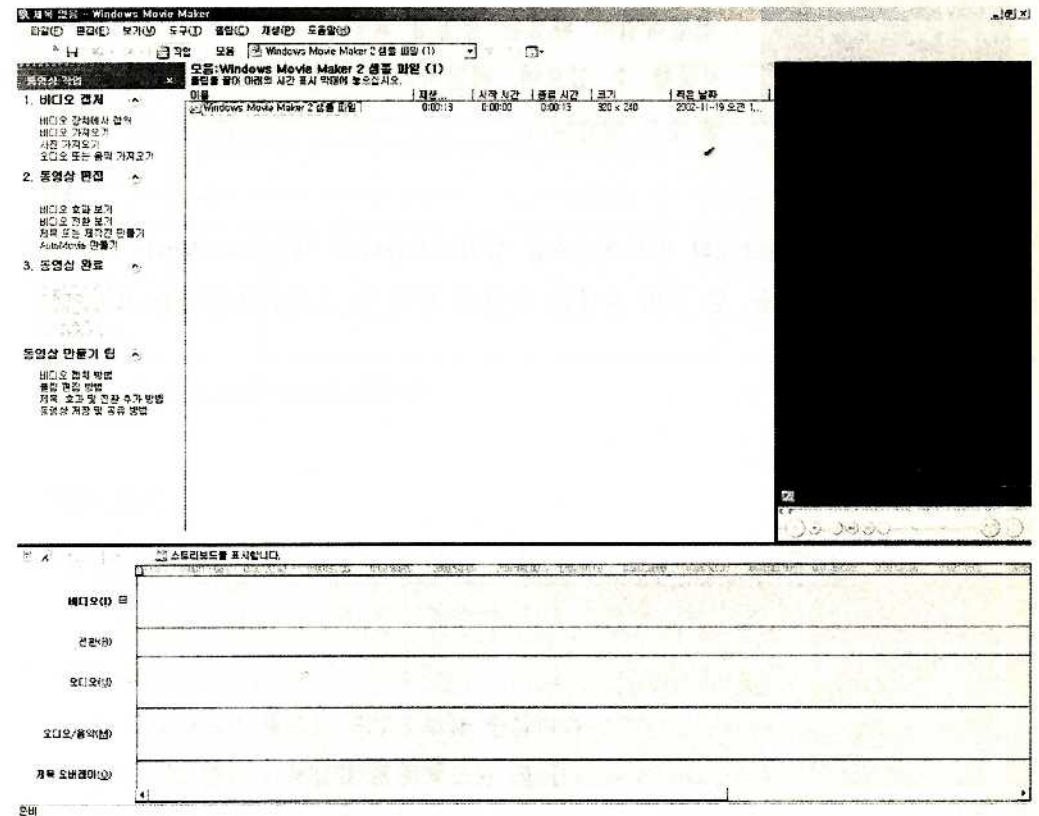 제목 없음 - Windows Movie Maker
파일(F) 편집(E) 보기(V) 도구(T) 클립(C) 재생(P) 도움말(H)
작업 모음 Windows Movie Maker 2 샘플 파일 (1)
동영상 작업
모음:Windows Movie Maker 2 샘플 파일 (1)
클립을 끌어 아래의 시간 표시 막대에 놓으십시오.
이름 재생... 시작 시간 종료 시간 크기 찍은 날짜
Windows Movie Maker 2 샘플 파일 0:00:13 0:00:00 0:00:13 320 x 240 2002-11-19 오전 1...
1. 비디오 캡처
비디오 장치에서 캡처
비디오 가져오기
사진 가져오기
오디오 또는 음악 가져오기
2. 동영상 편집
비디오 효과 보기
비디오 전환 보기
제목 또는 제작진 만들기
AutoMovie 만들기
3. 동영상 완료
동영상 만들기 팁
비디오 캡처 방법
클립 편집 방법
제목, 효과 및 전환 추가 방법
동영상 저장 및 공유 방법
스토리보드를 표시합니다.
비디오(I)
전환(B)
오디오(U)
오디오/음악(M)
제목 오버레이(O)
준비